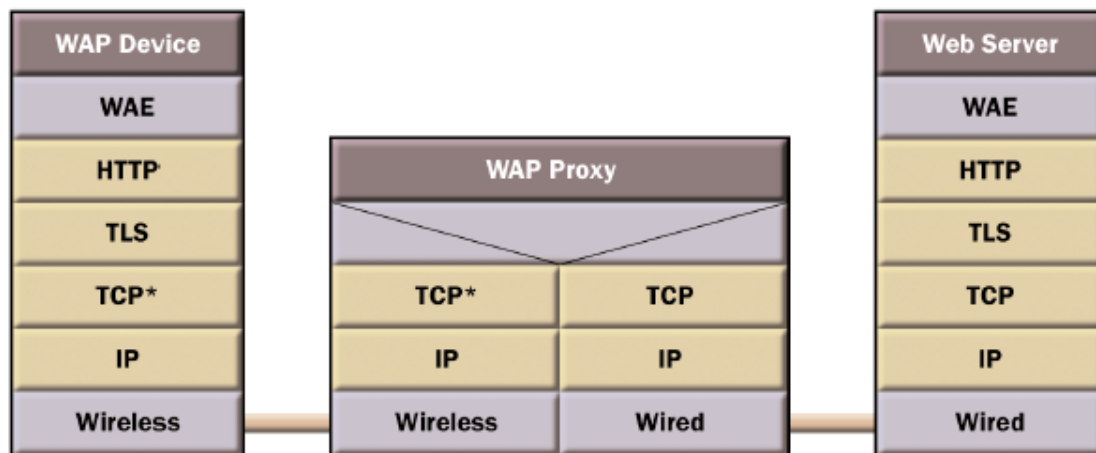 WAP Device
WAE
HTTP
TLS
TCP*
IP
Wireless
WAP Proxy
TCP* TCP
IP IP
Wireless Wired
Web Server
WAE
HTTP
TLS
TCP
IP
Wired